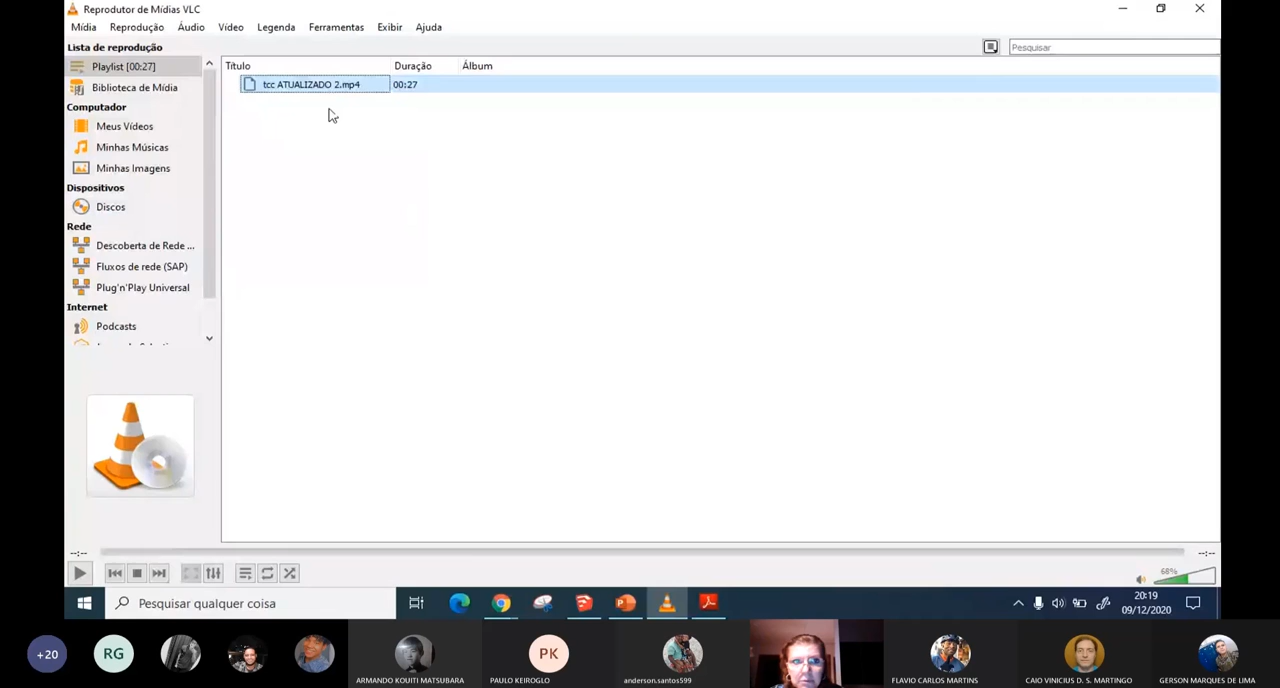 Reprodutor de Mídias VLC
Mídia Reprodução Áudio Vídeo Legenda Ferramentas Exibir Ajuda
Lista de reprodução
Pesquisar
Playlist [00:27]
Título Duração Álbum
tcc ATUALIZADO 2.mp4 00:27
Biblioteca de Mídia
Computador
Meus Vídeos
Minhas Músicas
Minhas Imagens
Dispositivos
Discos
Rede
Descoberta de Rede ...
Fluxos de rede (SAP)
Plug'n'Play Universal
Internet
Podcasts
--:-- --:--
68%
Pesquisar qualquer coisa
20:19
09/12/2020
+20
RG
PK
ARMANDO KOUITI MATSUBARA
PAULO KEIROGLO
anderson.santos599
FLAVIO CARLOS MARTINS
CAIO VINICIUS D. S. MARTINGO
GERSON MARQUES DE LIMA